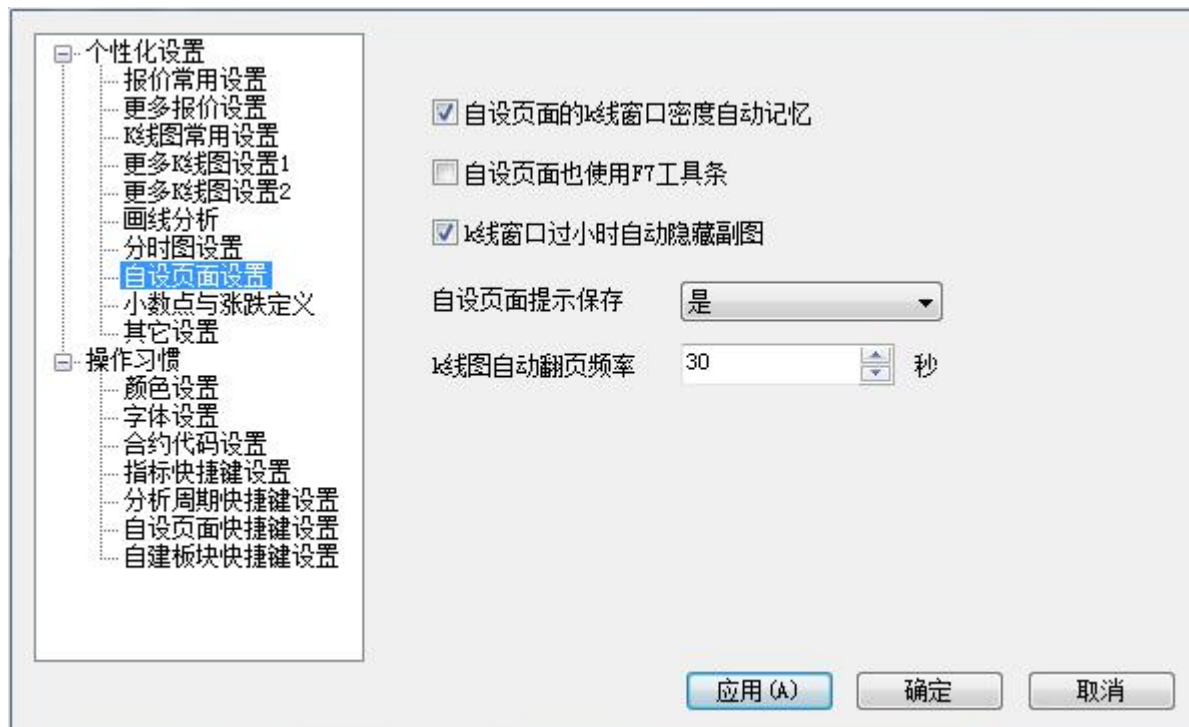 个性化设置
报价常用设置
更多报价设置
K线图常用设置
更多K线图设置1
更多K线图设置2
画线分析
分时图设置
自设页面设置
小数点与涨跌定义
其它设置
操作习惯
颜色设置
字体设置
合约代码设置
指标快捷键设置
分析周期快捷键设置
自设页面快捷键设置
自建板块快捷键设置
自设页面的k线窗口密度自动记忆
自设页面也使用F7工具条
k线窗口过小时自动隐藏副图
自设页面提示保存 是
k线图自动翻页频率 30 秒
应用(A) 确定 取消